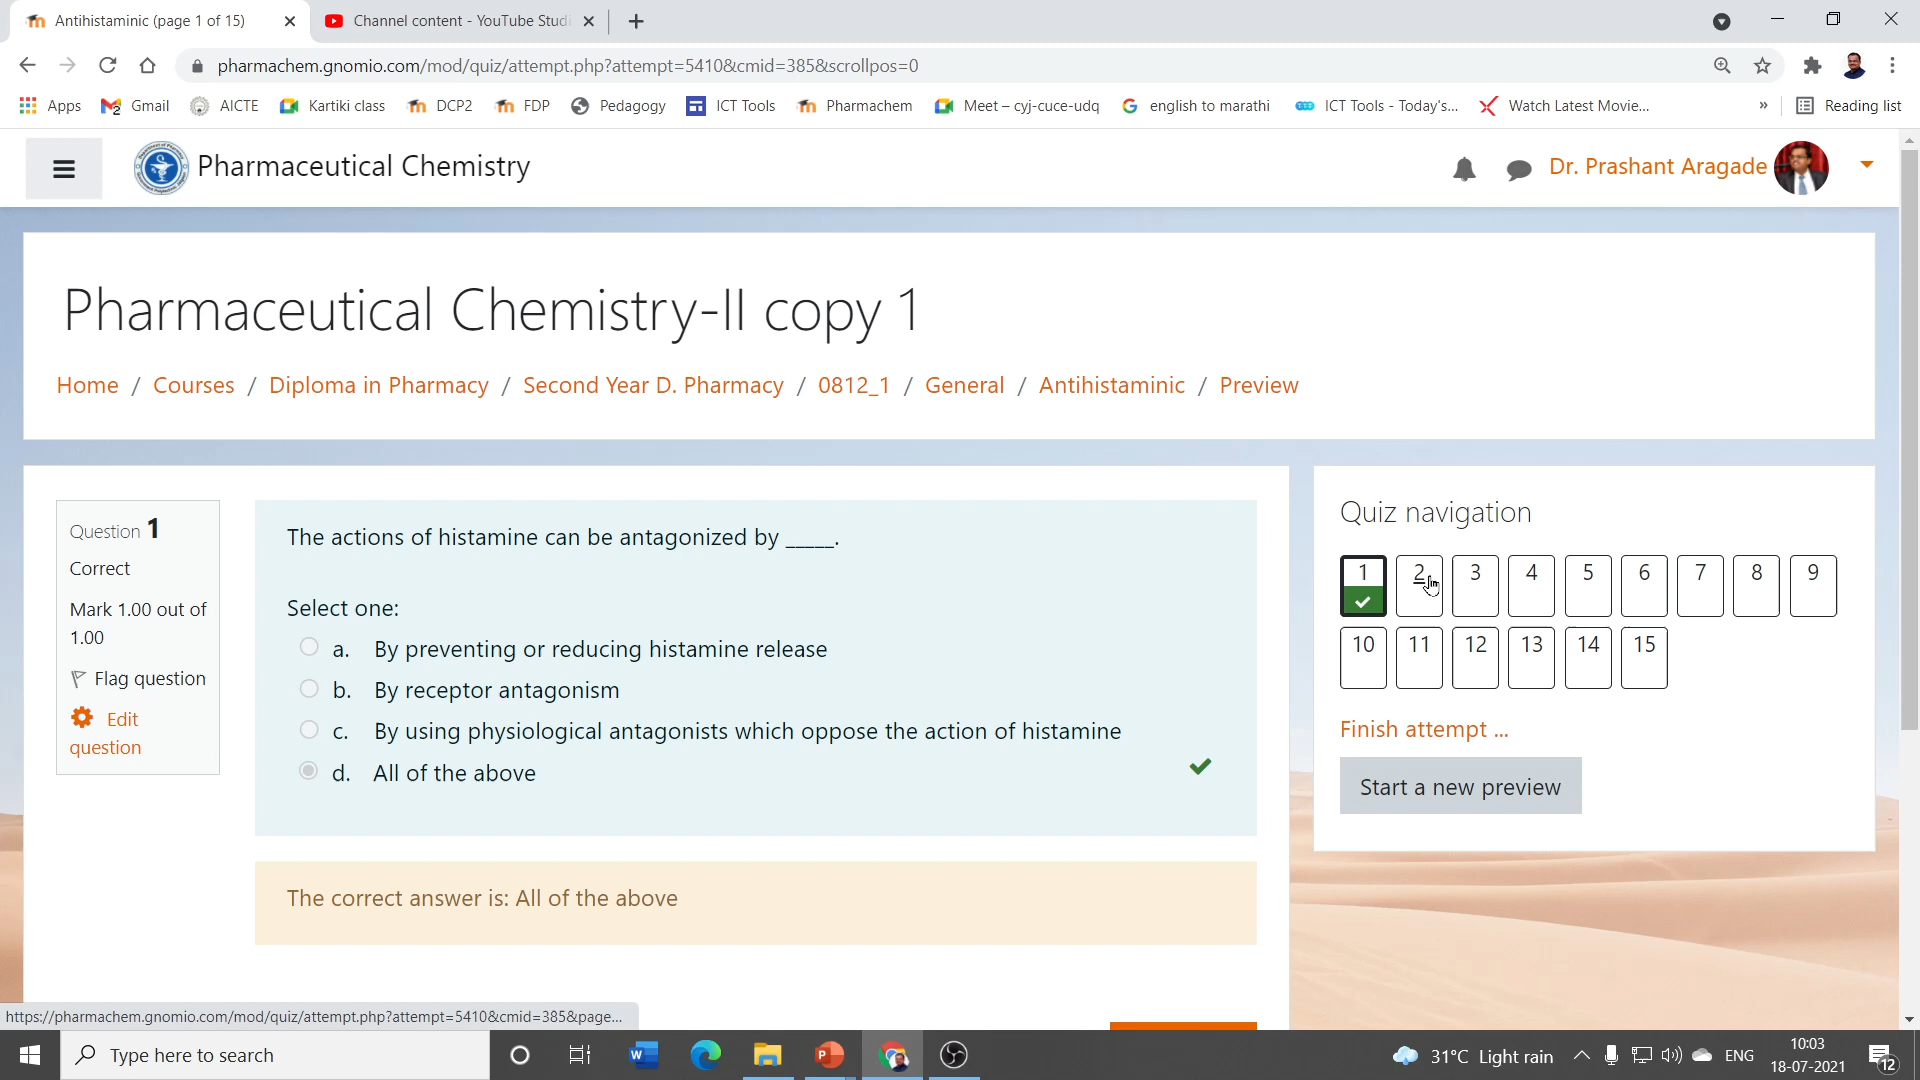 Antihistaminic (page 1 of 15)
Channel content - YouTube Studi
pharmachem.gnomio.com/mod/quiz/attempt.php?attempt=5410&cmid=385&scrollpos=0
Apps Gmail AICTE Kartiki class DCP2 FDP Pedagogy ICT Tools Pharmachem Meet – cyj-cuce-udq english to marathi ICT Tools - Today's... Watch Latest Movie... » Reading list
Pharmaceutical Chemistry
Dr. Prashant Aragade
Pharmaceutical Chemistry-II copy 1
Home / Courses / Diploma in Pharmacy / Second Year D. Pharmacy / 0812_1 / General / Antihistaminic / Preview
Question 1
Correct
Mark 1.00 out of
1.00
Flag question
Edit
question
The actions of histamine can be antagonized by _____.
Select one:
a. By preventing or reducing histamine release
b. By receptor antagonism
c. By using physiological antagonists which oppose the action of histamine
d. All of the above
The correct answer is: All of the above
Quiz navigation
1 2 3 4 5 6 7 8 9
10 11 12 13 14 15
Finish attempt ...
Start a new preview
https://pharmachem.gnomio.com/mod/quiz/attempt.php?attempt=5410&cmid=385&page...
Type here to search
31°C Light rain
ENG
10:03
18-07-2021
12